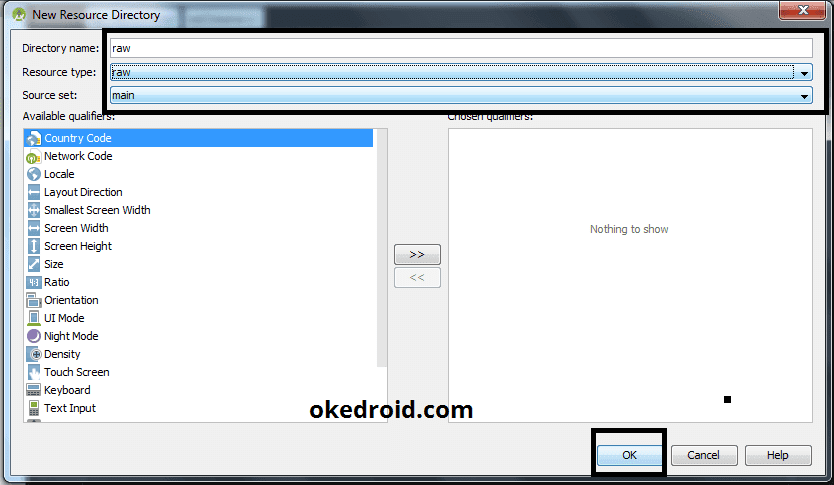 New Resource Directory
Directory name: raw
Resource type: raw
Source set: main
Available qualifiers: Chosen qualifiers:
Country Code
Network Code
Locale
Layout Direction
Smallest Screen Width
Screen Width
Screen Height
Size
Ratio
Orientation
UI Mode
Night Mode
Density
Touch Screen
Keyboard
Text Input
>>
<<
Nothing to show
okedroid.com
OK Cancel Help